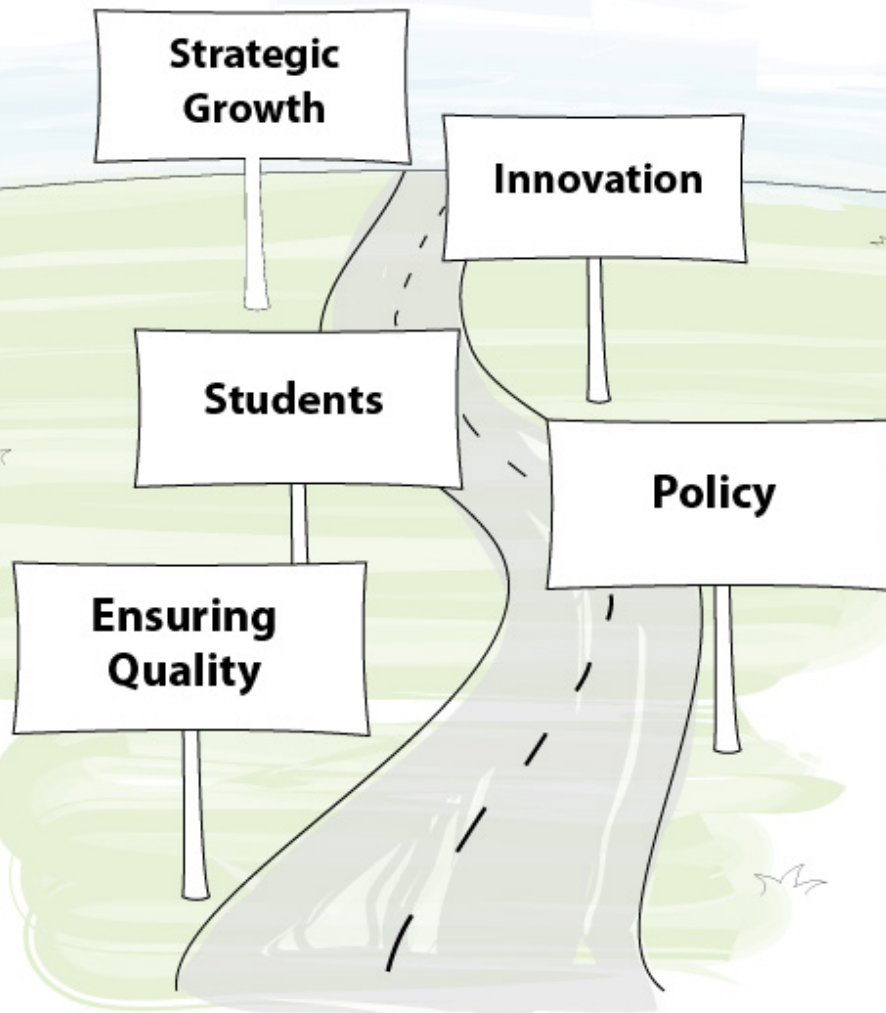 Strategic
Growth
Innovation
Students
Policy
Ensuring
Quality